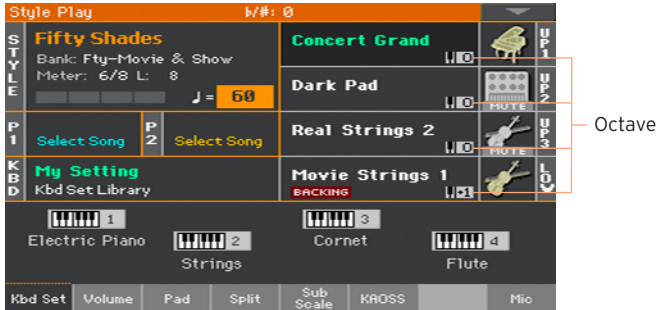 Style Play ♭/#: 0
STYLE
Fifty Shades
Bank: Fty-Movie & Show
Meter: 6/8 L: 8
♩ = 60
Concert Grand
0
UP1
Dark Pad
0
MUTE
UP2
P1
Select Song
P2
Select Song
Real Strings 2
0
MUTE
UP3
Octave
KBD
My Setting
Kbd Set Library
Movie Strings 1
BACKING
+1
LOW
1
Electric Piano
2
Strings
3
Cornet
4
Flute
Kbd Set Volume Pad Split Sub Scale KAOSS Mic